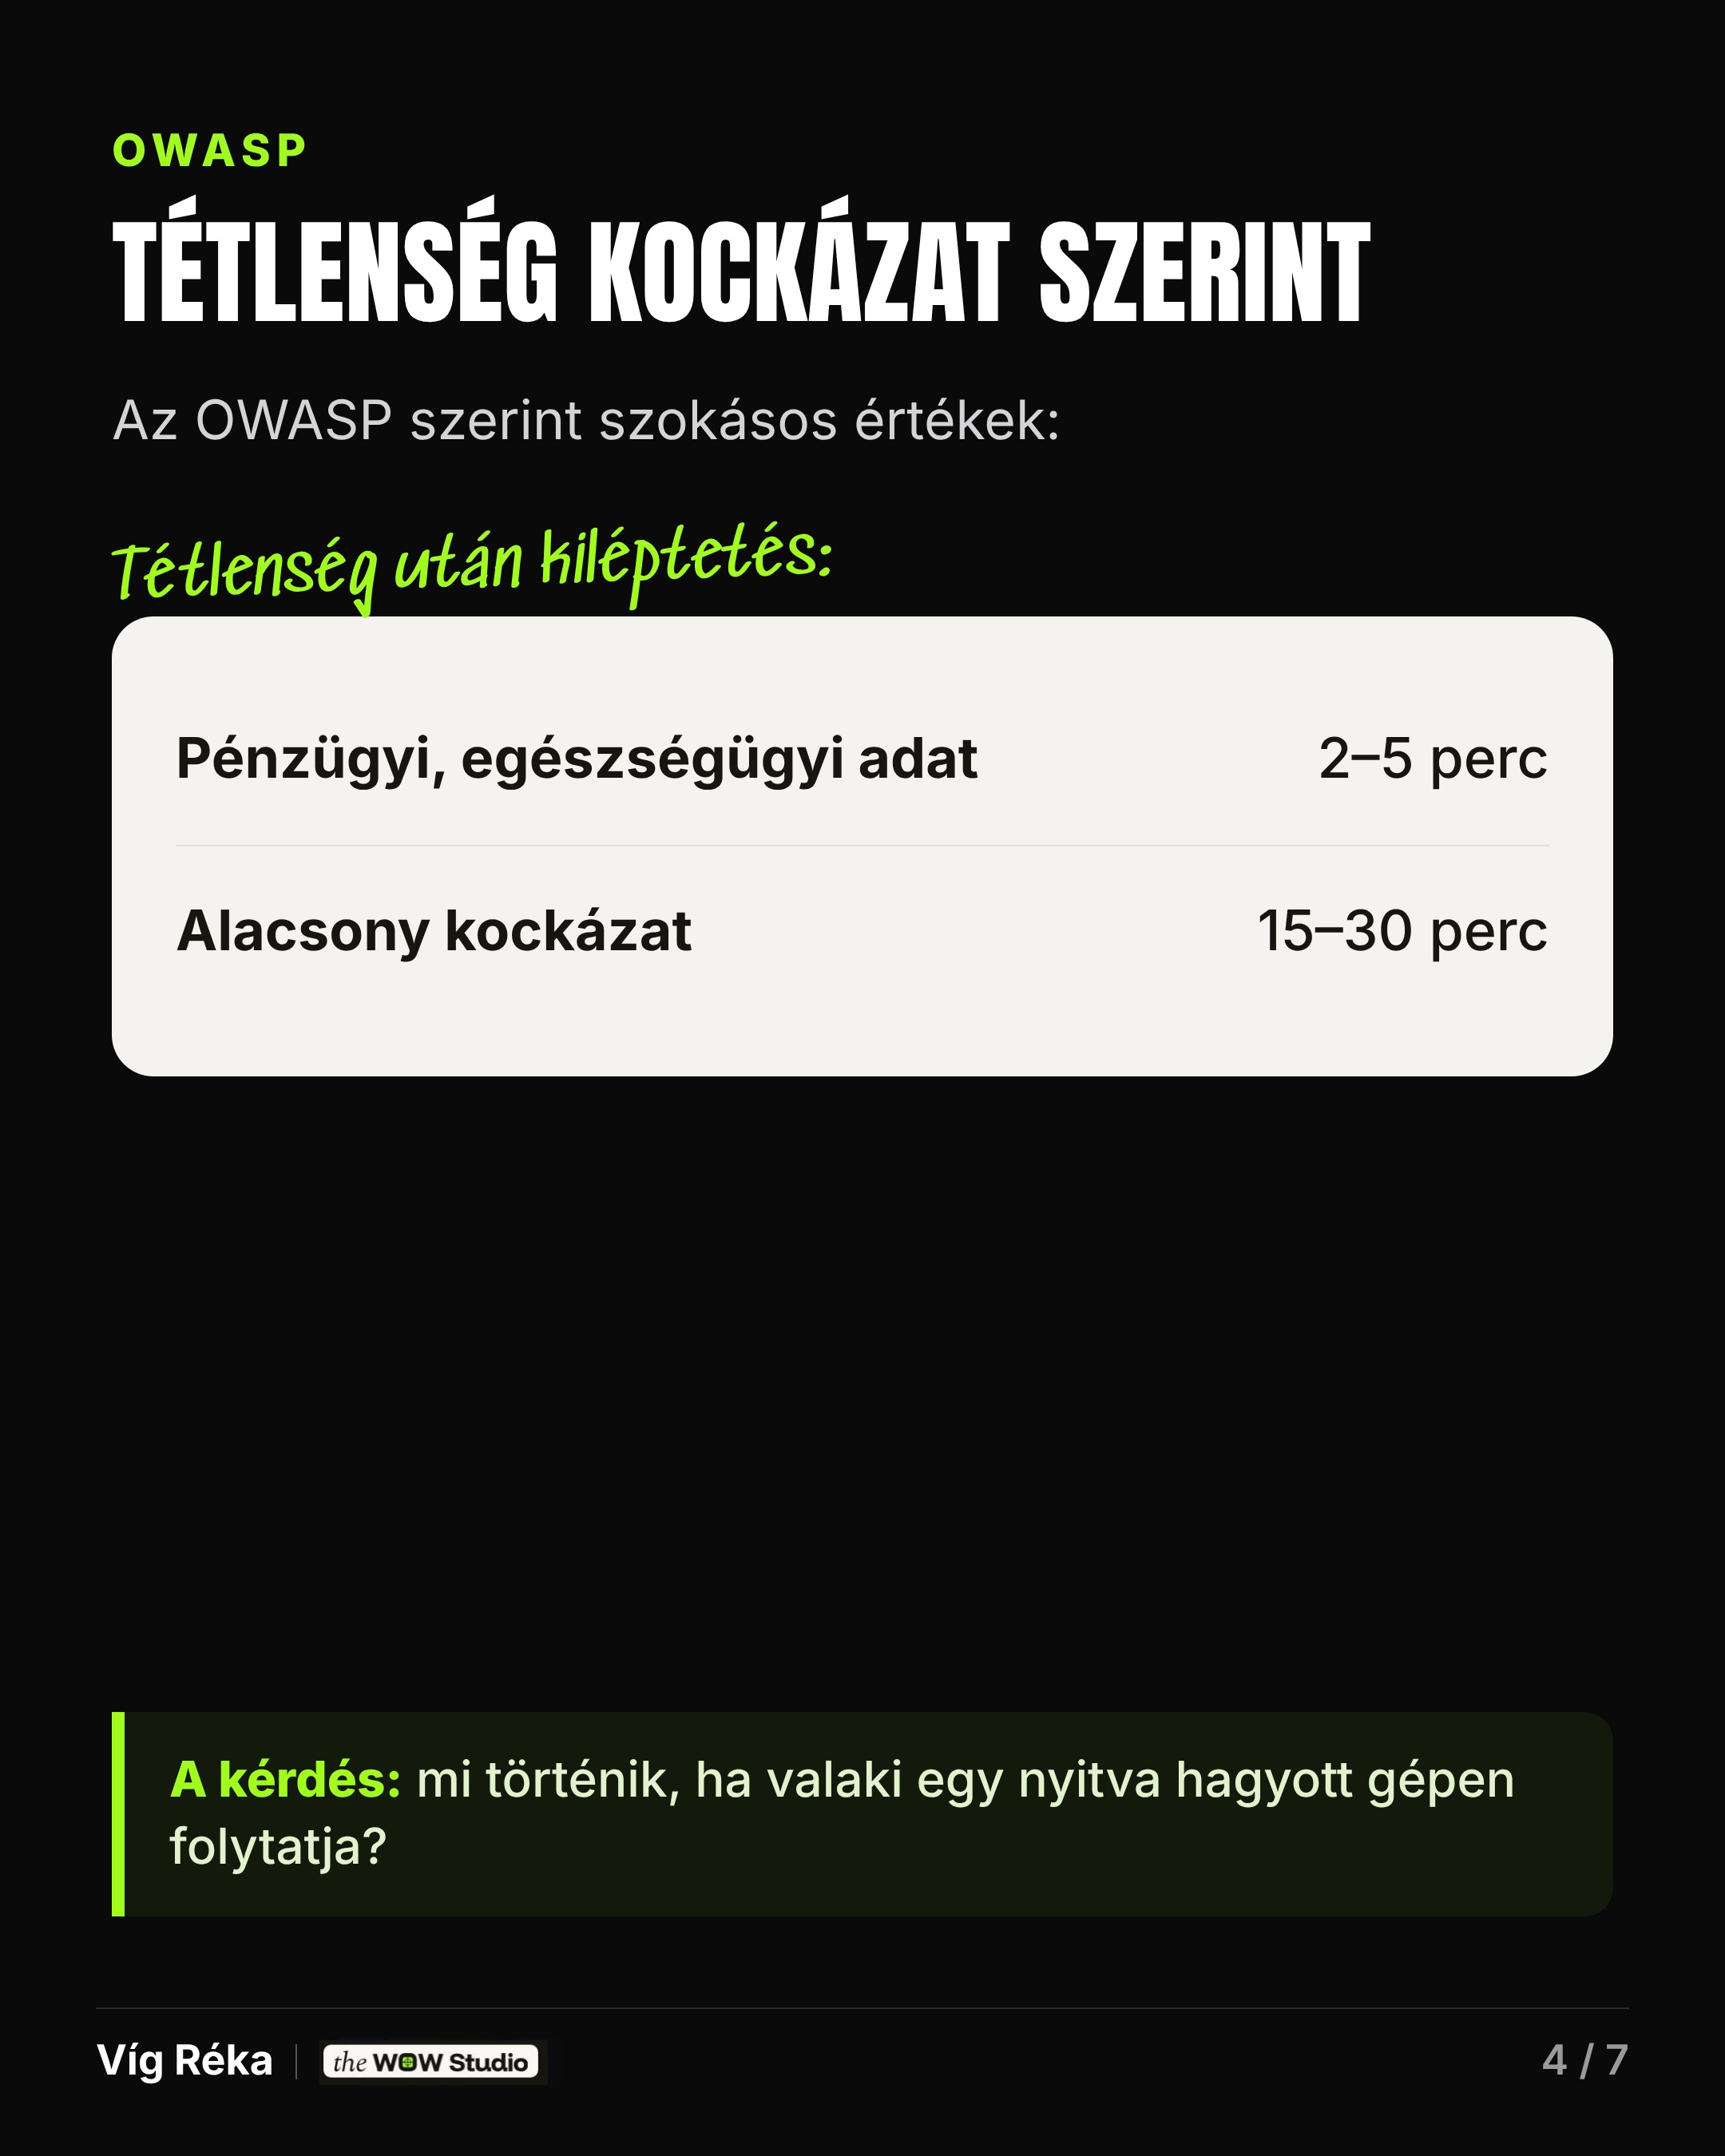 OWASP
TÉTLENSÉG KOCKÁZAT SZERINT
Az OWASP szerint szokásos értékek:
Tétlenség után kiléptetés:
Pénzügyi, egészségügyi adat 2–5 perc
Alacsony kockázat 15–30 perc
A kérdés: mi történik, ha valaki egy nyitva hagyott gépen
folytatja?
Víg Réka the WOW Studio 4 / 7